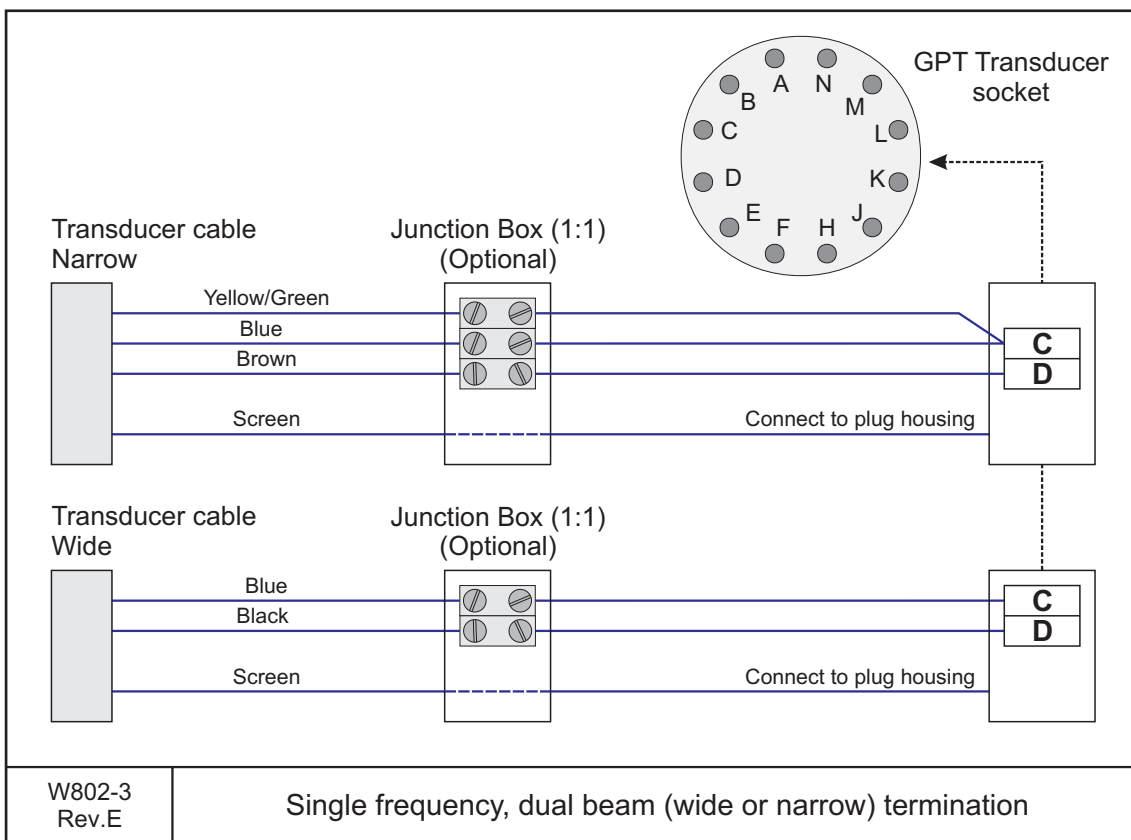 GPT Transducer
socket
A
N
B
M
C
L
D
K
E
J
F
H
Transducer cable
Narrow
Junction Box (1:1)
(Optional)
Yellow/Green
Blue
Brown
Screen
Connect to plug housing
C
D
Transducer cable
Wide
Junction Box (1:1)
(Optional)
Blue
Black
Screen
Connect to plug housing
C
D
W802-3
Rev.E
Single frequency, dual beam (wide or narrow) termination